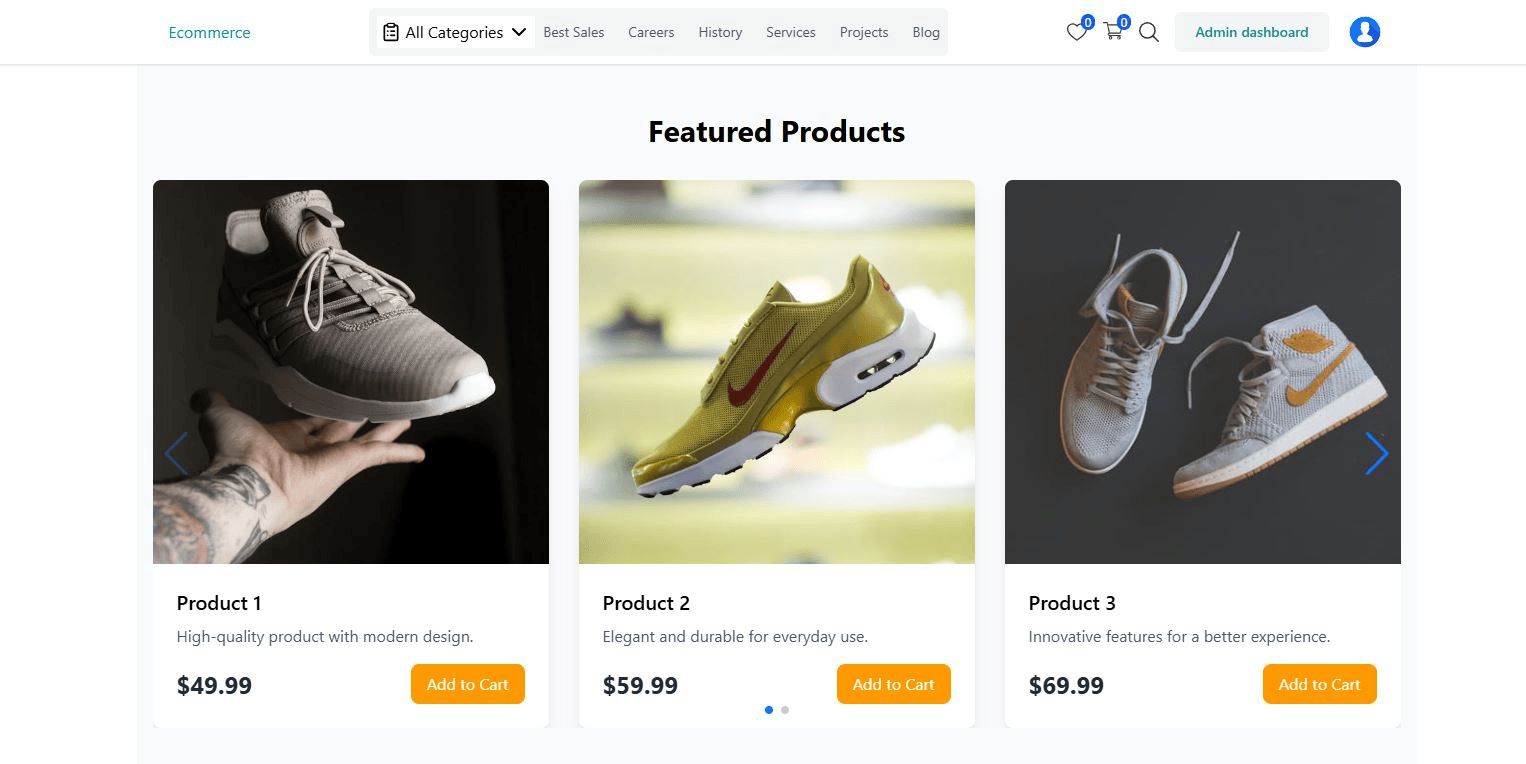 Ecommerce
All Categories
Best Sales
Careers
History
Services
Projects
Blog
0
0
Admin dashboard
Featured Products
Product 1
High-quality product with modern design.
$49.99
Add to Cart
Product 2
Elegant and durable for everyday use.
$59.99
Add to Cart
Product 3
Innovative features for a better experience.
$69.99
Add to Cart